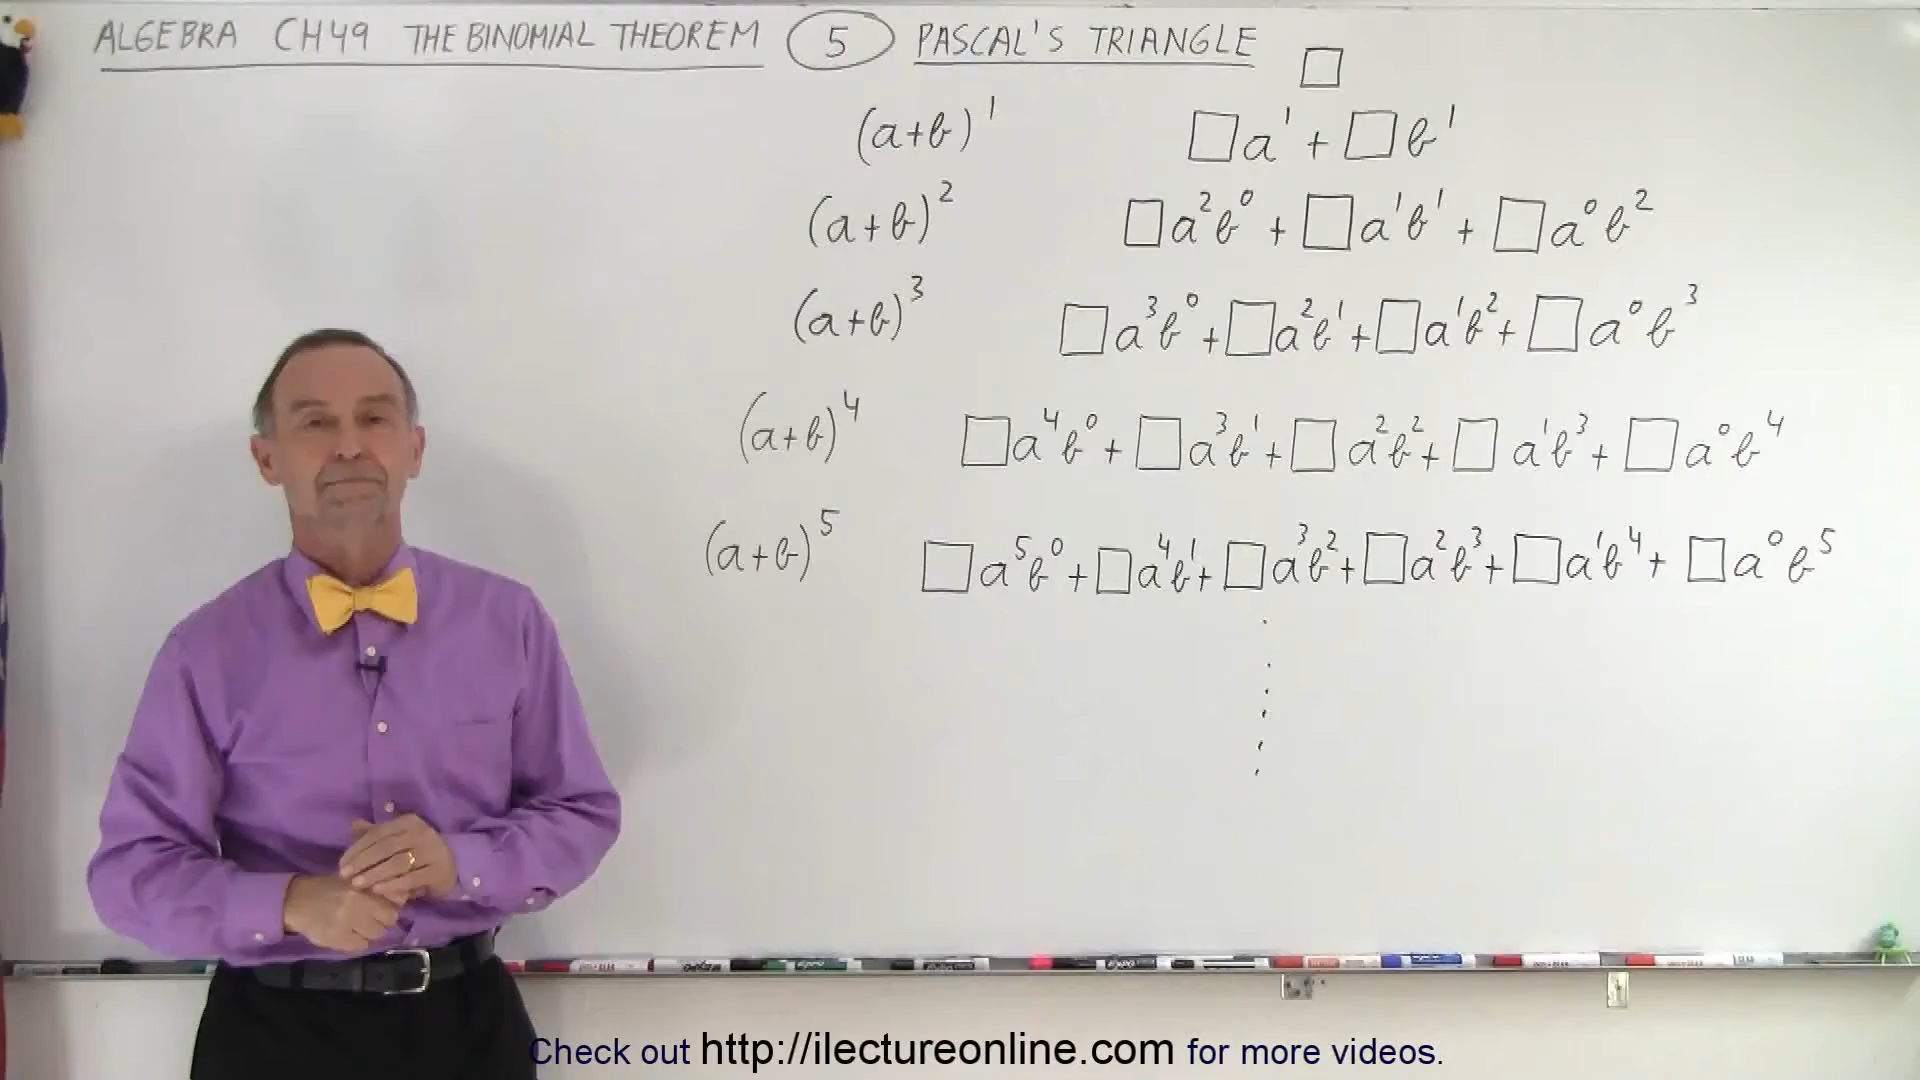 ALGEBRA CH49 THE BINOMIAL THEOREM 5 PASCAL'S TRIANGLE
□
(a+b)¹ □a¹ + □b¹
(a+b)² □a²b⁰ + □a¹b¹ + □a⁰b²
(a+b)³ □a³b⁰ + □a²b¹ + □a¹b² + □a⁰b³
(a+b)⁴ □a⁴b⁰ + □a³b¹ + □a²b² + □a¹b³ + □a⁰b⁴
(a+b)⁵ □a⁵b⁰ + □a⁴b¹ + □a³b² + □a²b³ + □a¹b⁴ + □a⁰b⁵
Check out http://ilectureonline.com for more videos.